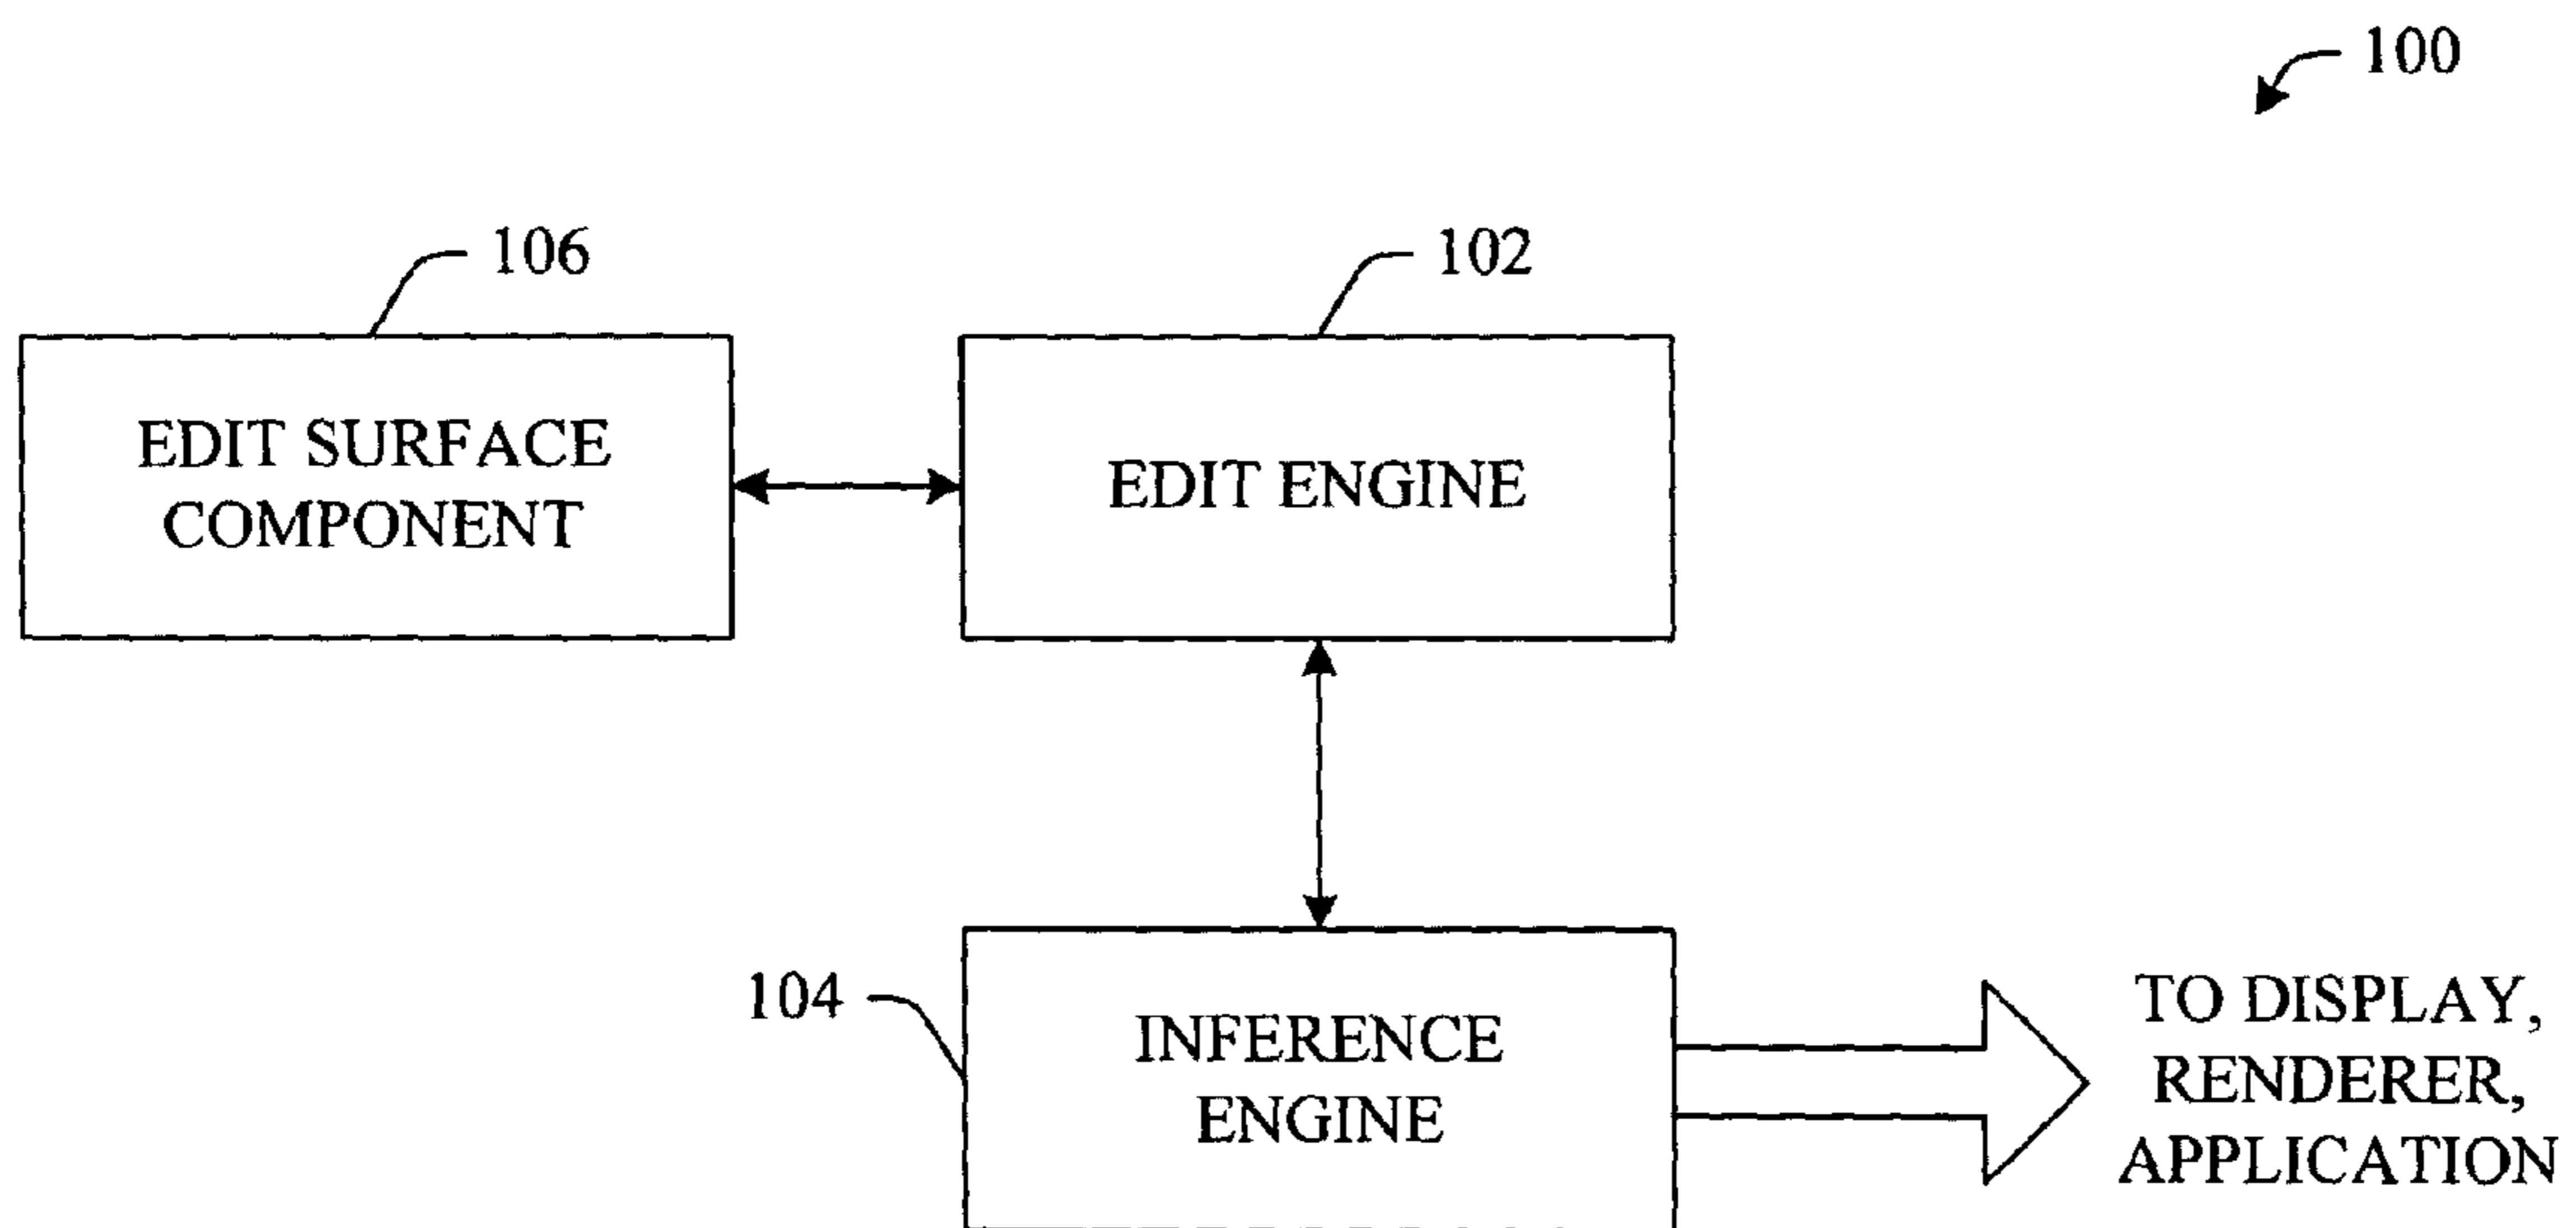 100
106
102
EDIT SURFACE
COMPONENT
EDIT ENGINE
104
INFERENCE
ENGINE
TO DISPLAY,
RENDERER,
APPLICATION